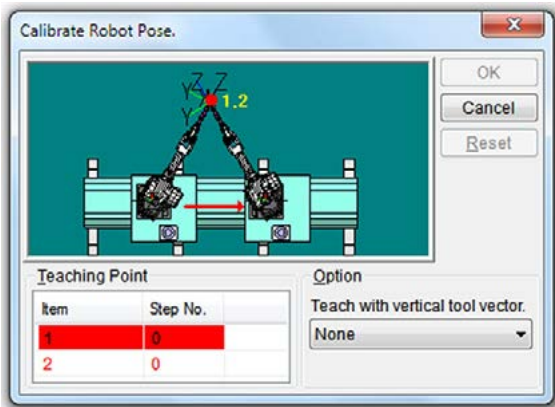 Calibrate Robot Pose.
Z Z
Y 1.2
Y
OK
Cancel
Reset
Teaching Point
Item Step No.
1 0
2 0
Option
Teach with vertical tool vector.
None